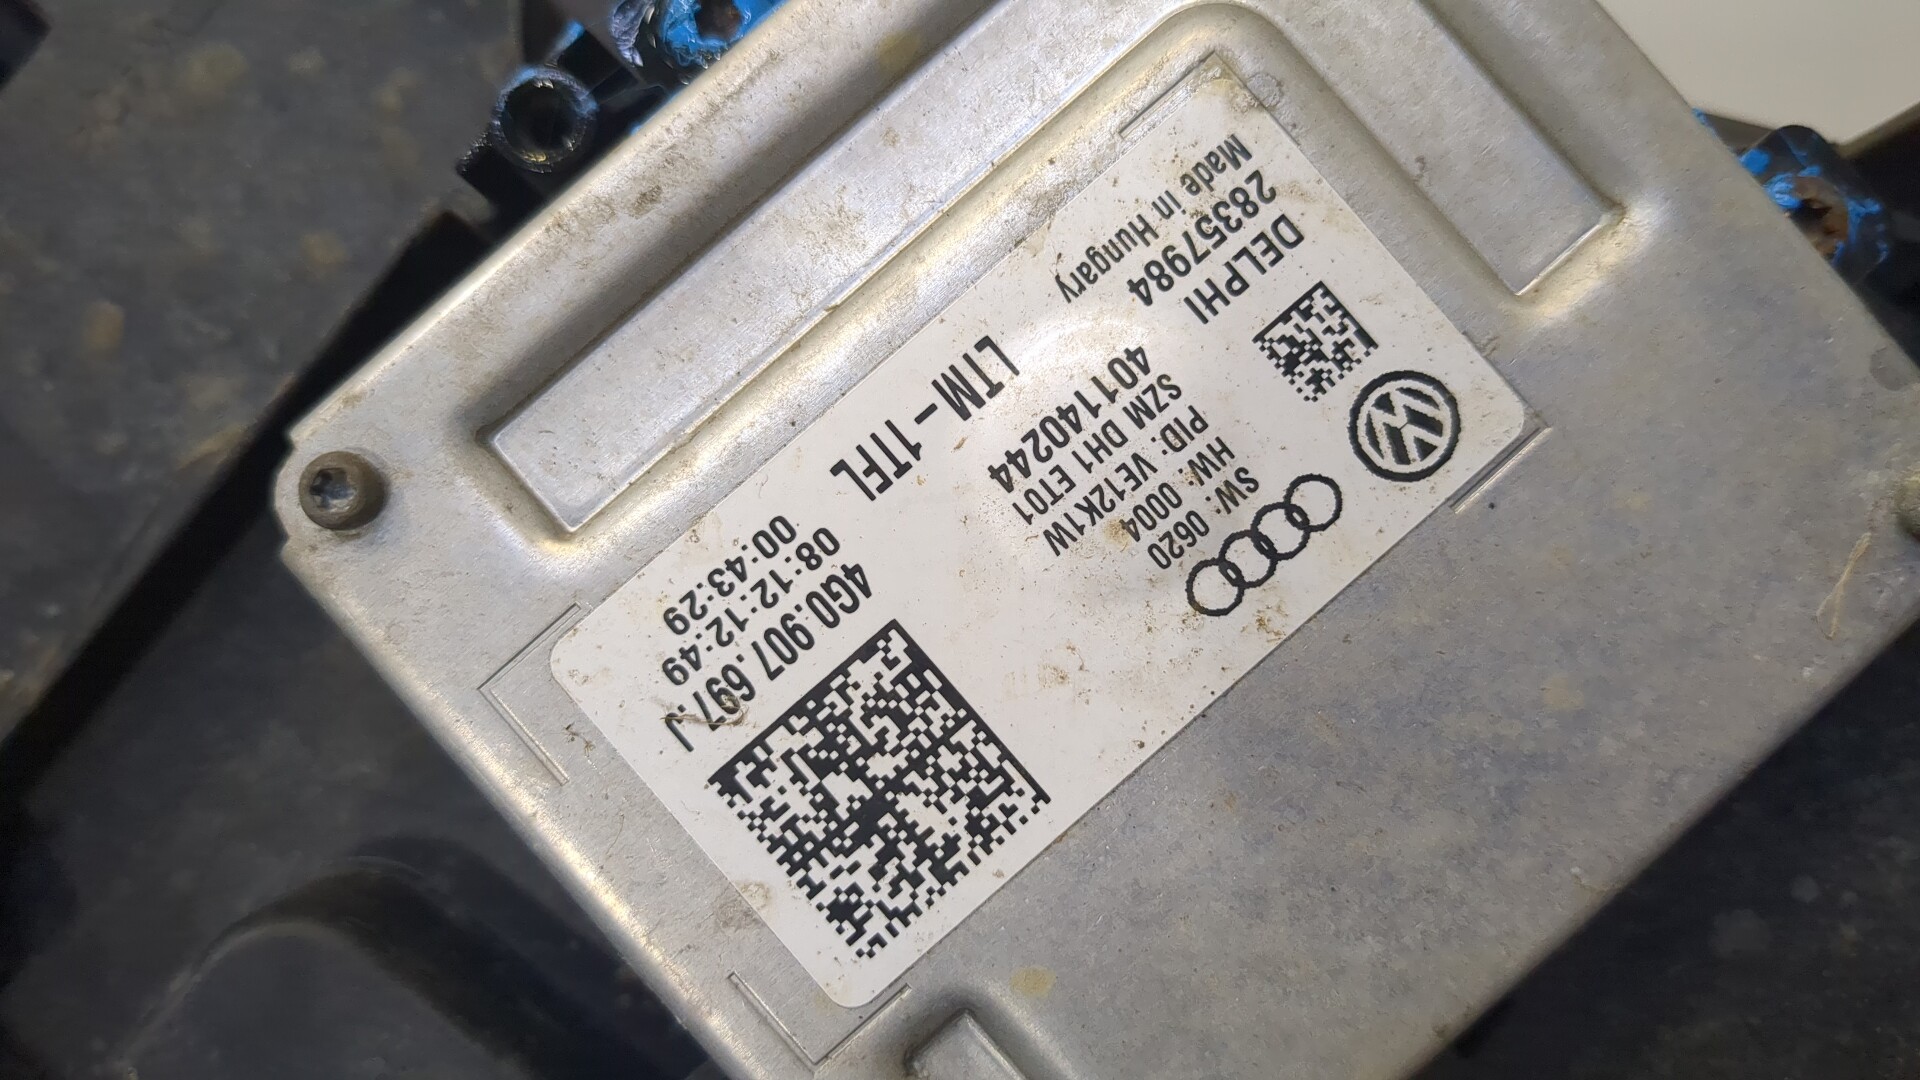 DELPHI
28357984
Made in Hungary
SW: 0620
HW: 0004
PID: VE12K1W
SZM DH1 ET01
4011140244
LTM - 1TFL
4G0.907.697.J
08:12:12:49
00:43:29